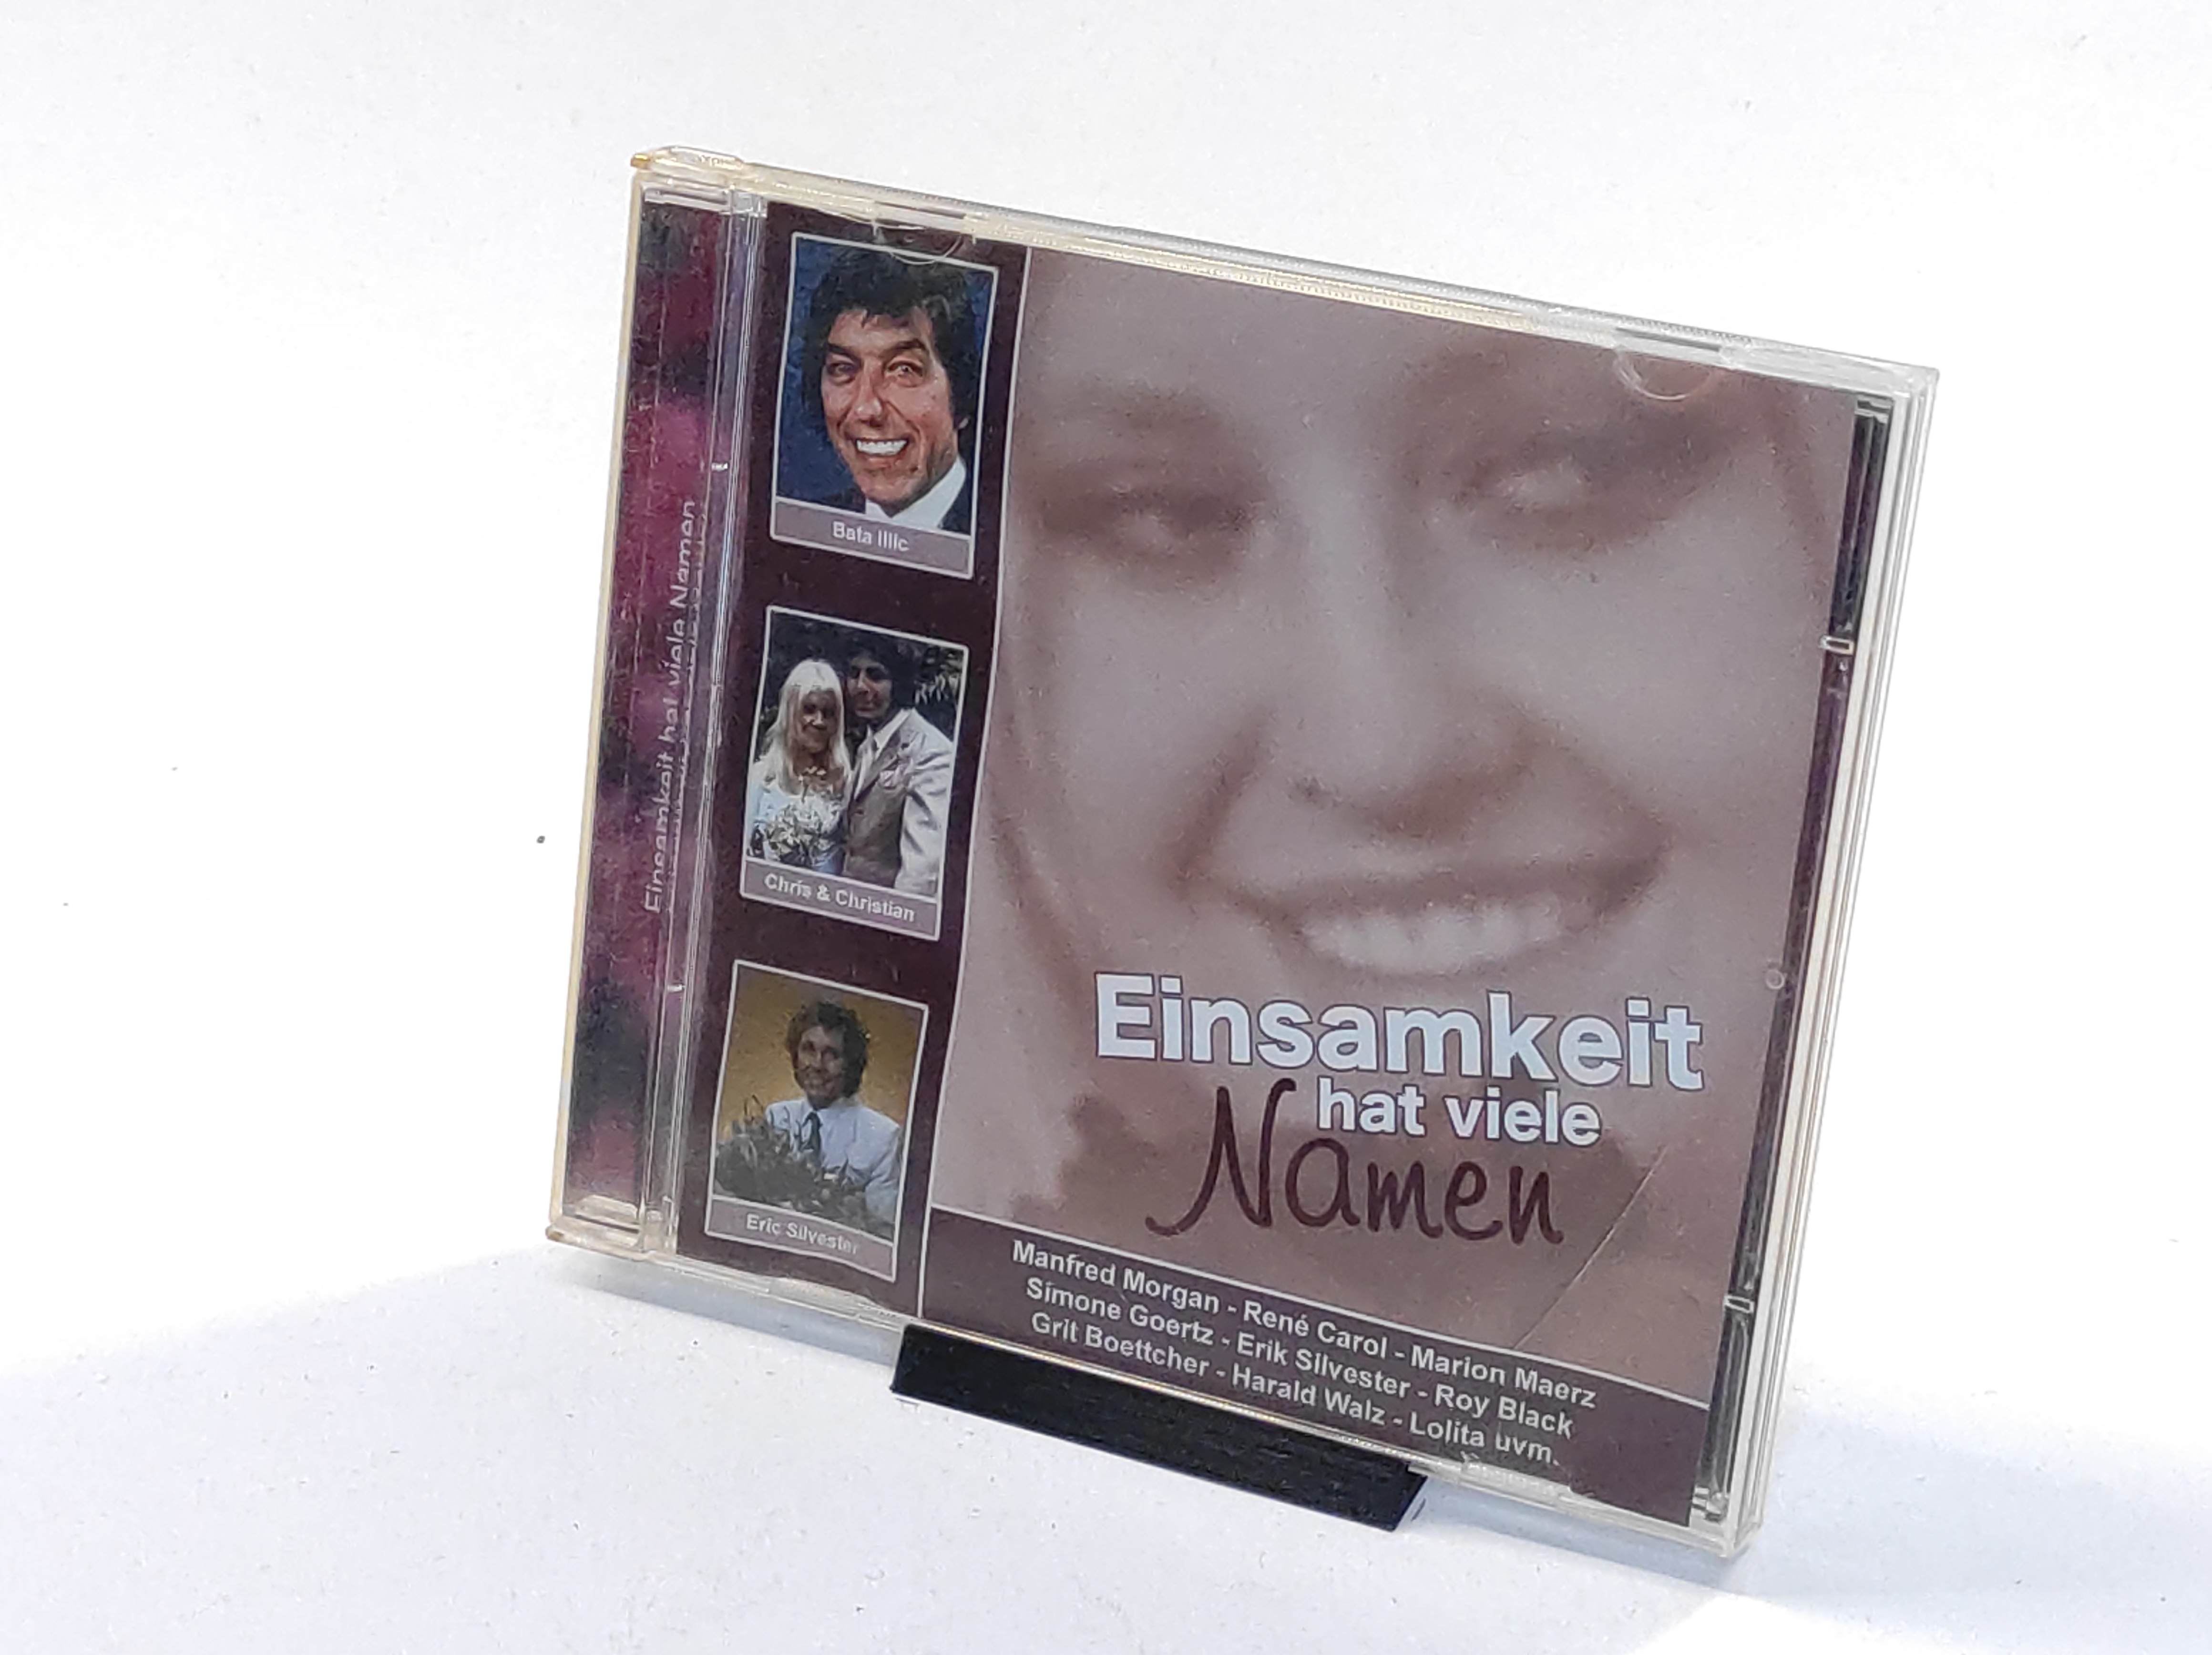 Einsamkeit hat viele Namen
Bata Illic
Chris & Christian
Eric Silvester
Einsamkeit
hat viele
Namen
Manfred Morgan - René Carol - Marion Maerz
Simone Goertz - Erik Silvester - Roy Black
Grit Boettcher - Harald Walz - Lolita uvm.